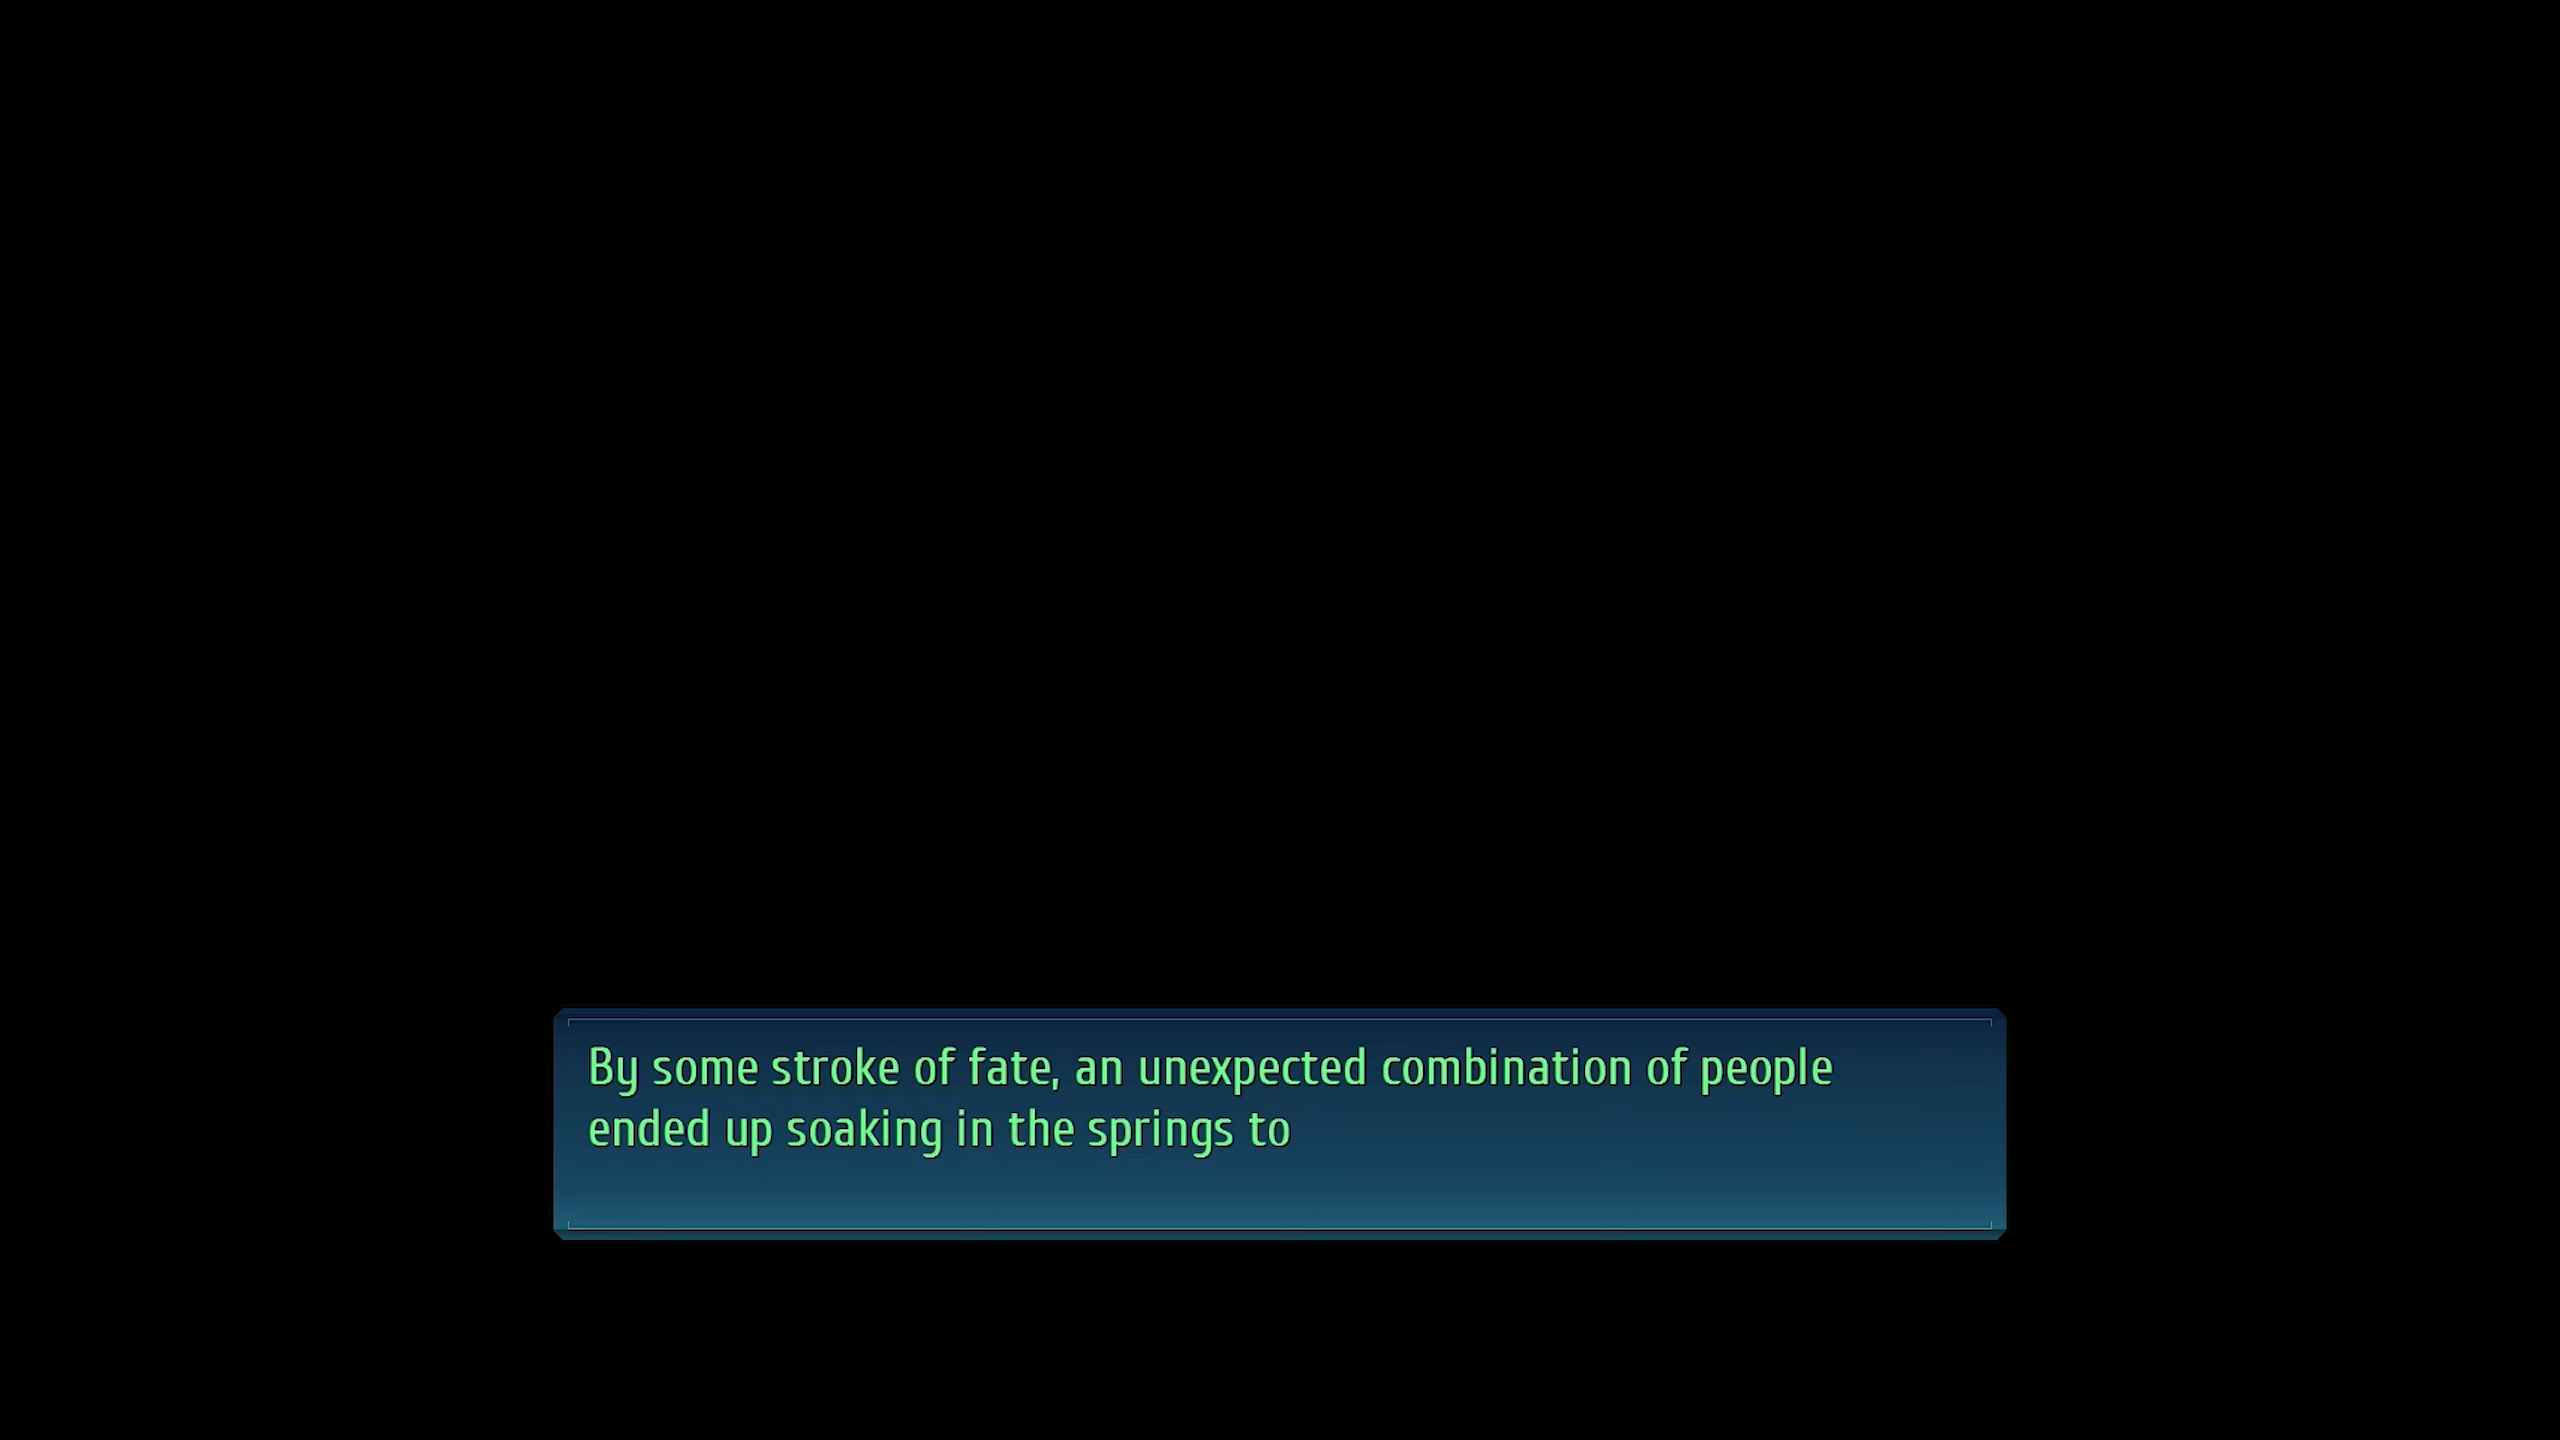 By some stroke of fate, an unexpected combination of people
ended up soaking in the springs to